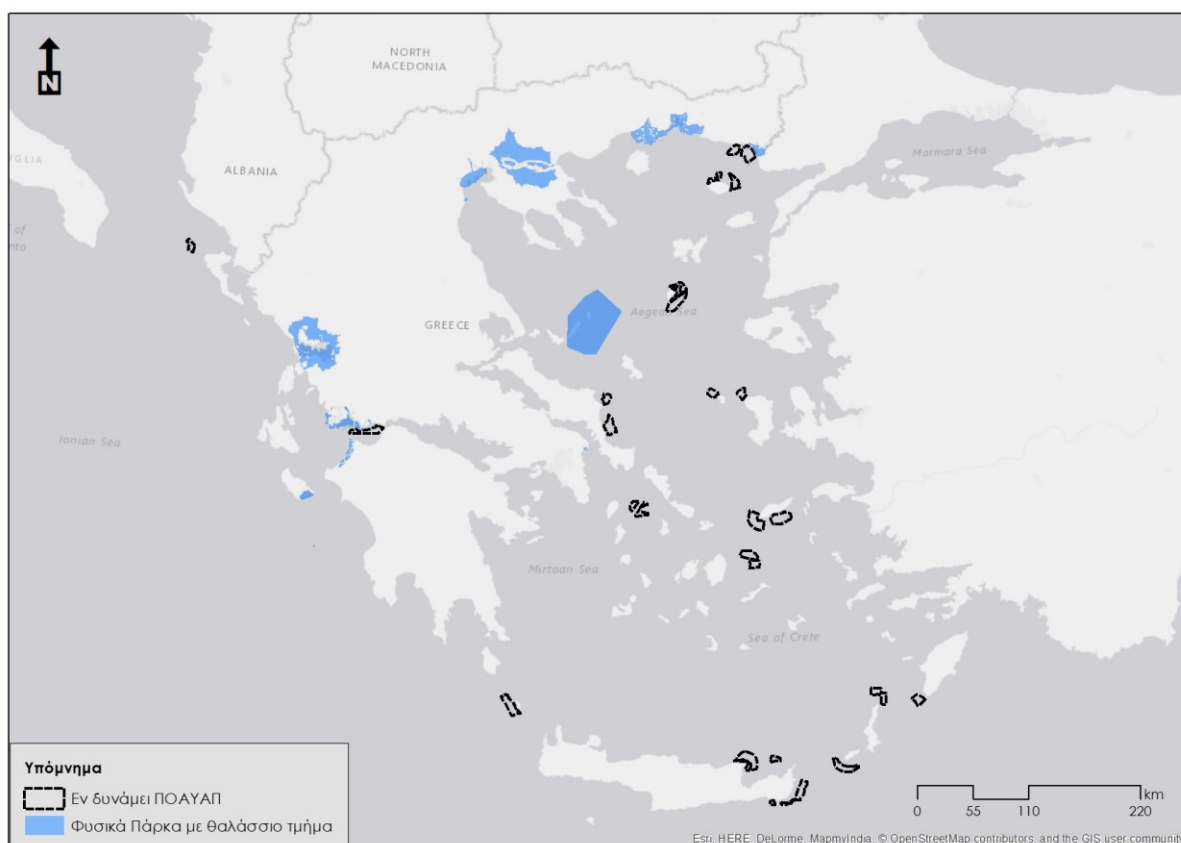 N
NORTH
MACEDONIA
ALBANIA
Marmara Sea
GREECE
Aegean Sea
Ionian Sea
Mirtoan Sea
Sea of Crete
Υπόμνημα
Εν δυνάμει ΠΟΑΥΑΠ
Φυσικά Πάρκα με θαλάσσιο τμήμα
km
0 55 110 220
Esri, HERE, DeLorme, MapmyIndia, © OpenStreetMap contributors, and the GIS user community